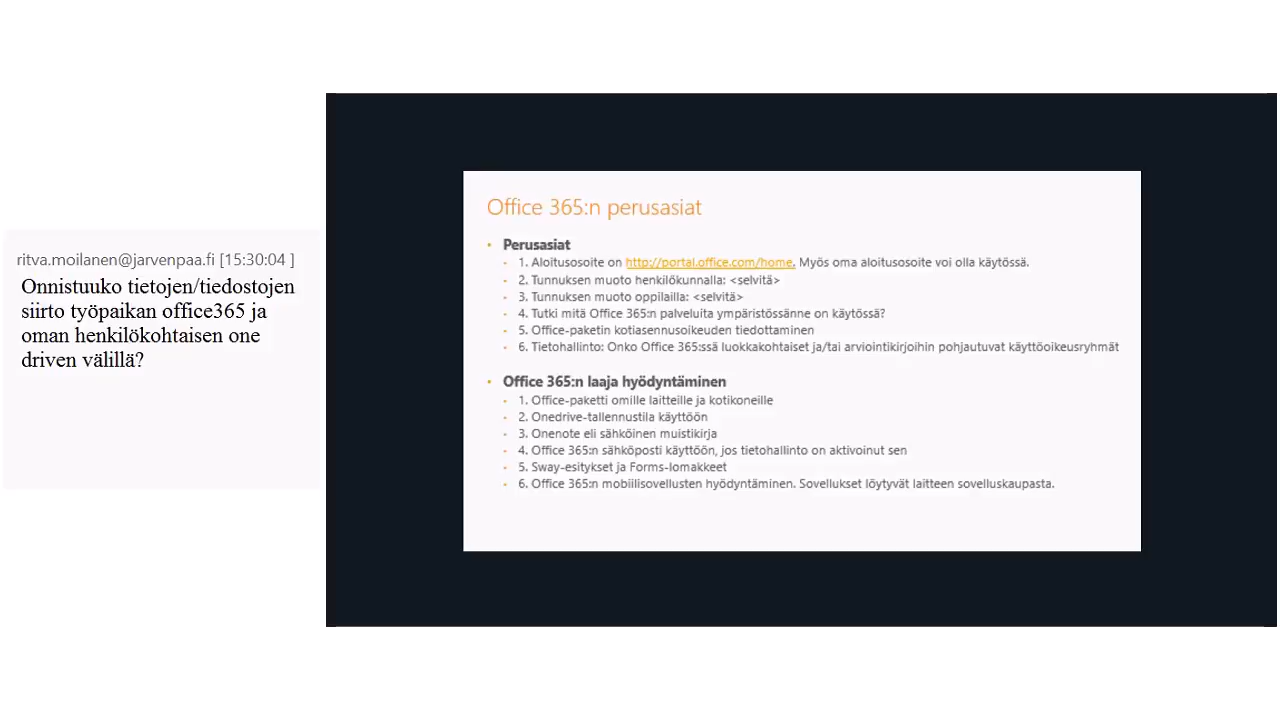 ritva.moilanen@jarvenpaa.fi [15:30:04 ]
Onnistuuko tietojen/tiedostojen
siirto työpaikan office365 ja
oman henkilökohtaisen one
driven välillä?
Office 365:n perusasiat
• Perusasiat
- 1. Aloitusosoite on http://portal.office.com/home. Myös oma aloitusosoite voi olla käytössä.
- 2. Tunnuksen muoto henkilökunnalla: <selvitä>
- 3. Tunnuksen muoto oppilailla: <selvitä>
- 4. Tutki mitä Office 365:n palveluita ympäristössänne on käytössä?
- 5. Office-paketin kotiasennusoikeuden tiedottaminen
- 6. Tietohallinto: Onko Office 365:ssä luokkakohtaiset ja/tai arviointikirjoihin pohjautuvat käyttöoikeusryhmät
• Office 365:n laaja hyödyntäminen
- 1. Office-paketti omille laitteille ja kotikoneille
- 2. Onedrive-tallennustila käyttöön
- 3. Onenote eli sähköinen muistikirja
- 4. Office 365:n sähköposti käyttöön, jos tietohallinto on aktivoinut sen
- 5. Sway-esitykset ja Forms-lomakkeet
- 6. Office 365:n mobiilisovellusten hyödyntäminen. Sovellukset löytyvät laitteen sovelluskaupasta.